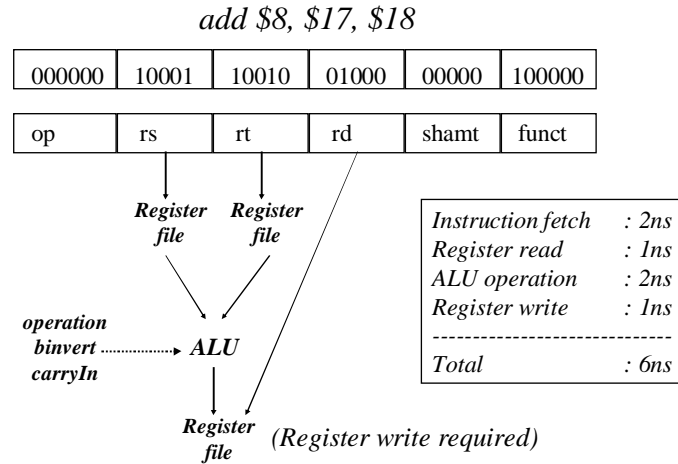 add $8, $17, $18
000000 10001 10010 01000 00000 100000
op rs rt rd shamt funct
Register file
Register file
Instruction fetch : 2ns
Register read : 1ns
ALU operation : 2ns
Register write : 1ns
-----------------------------
Total : 6ns
operation
binvert
carryIn
ALU
Register file
(Register write required)